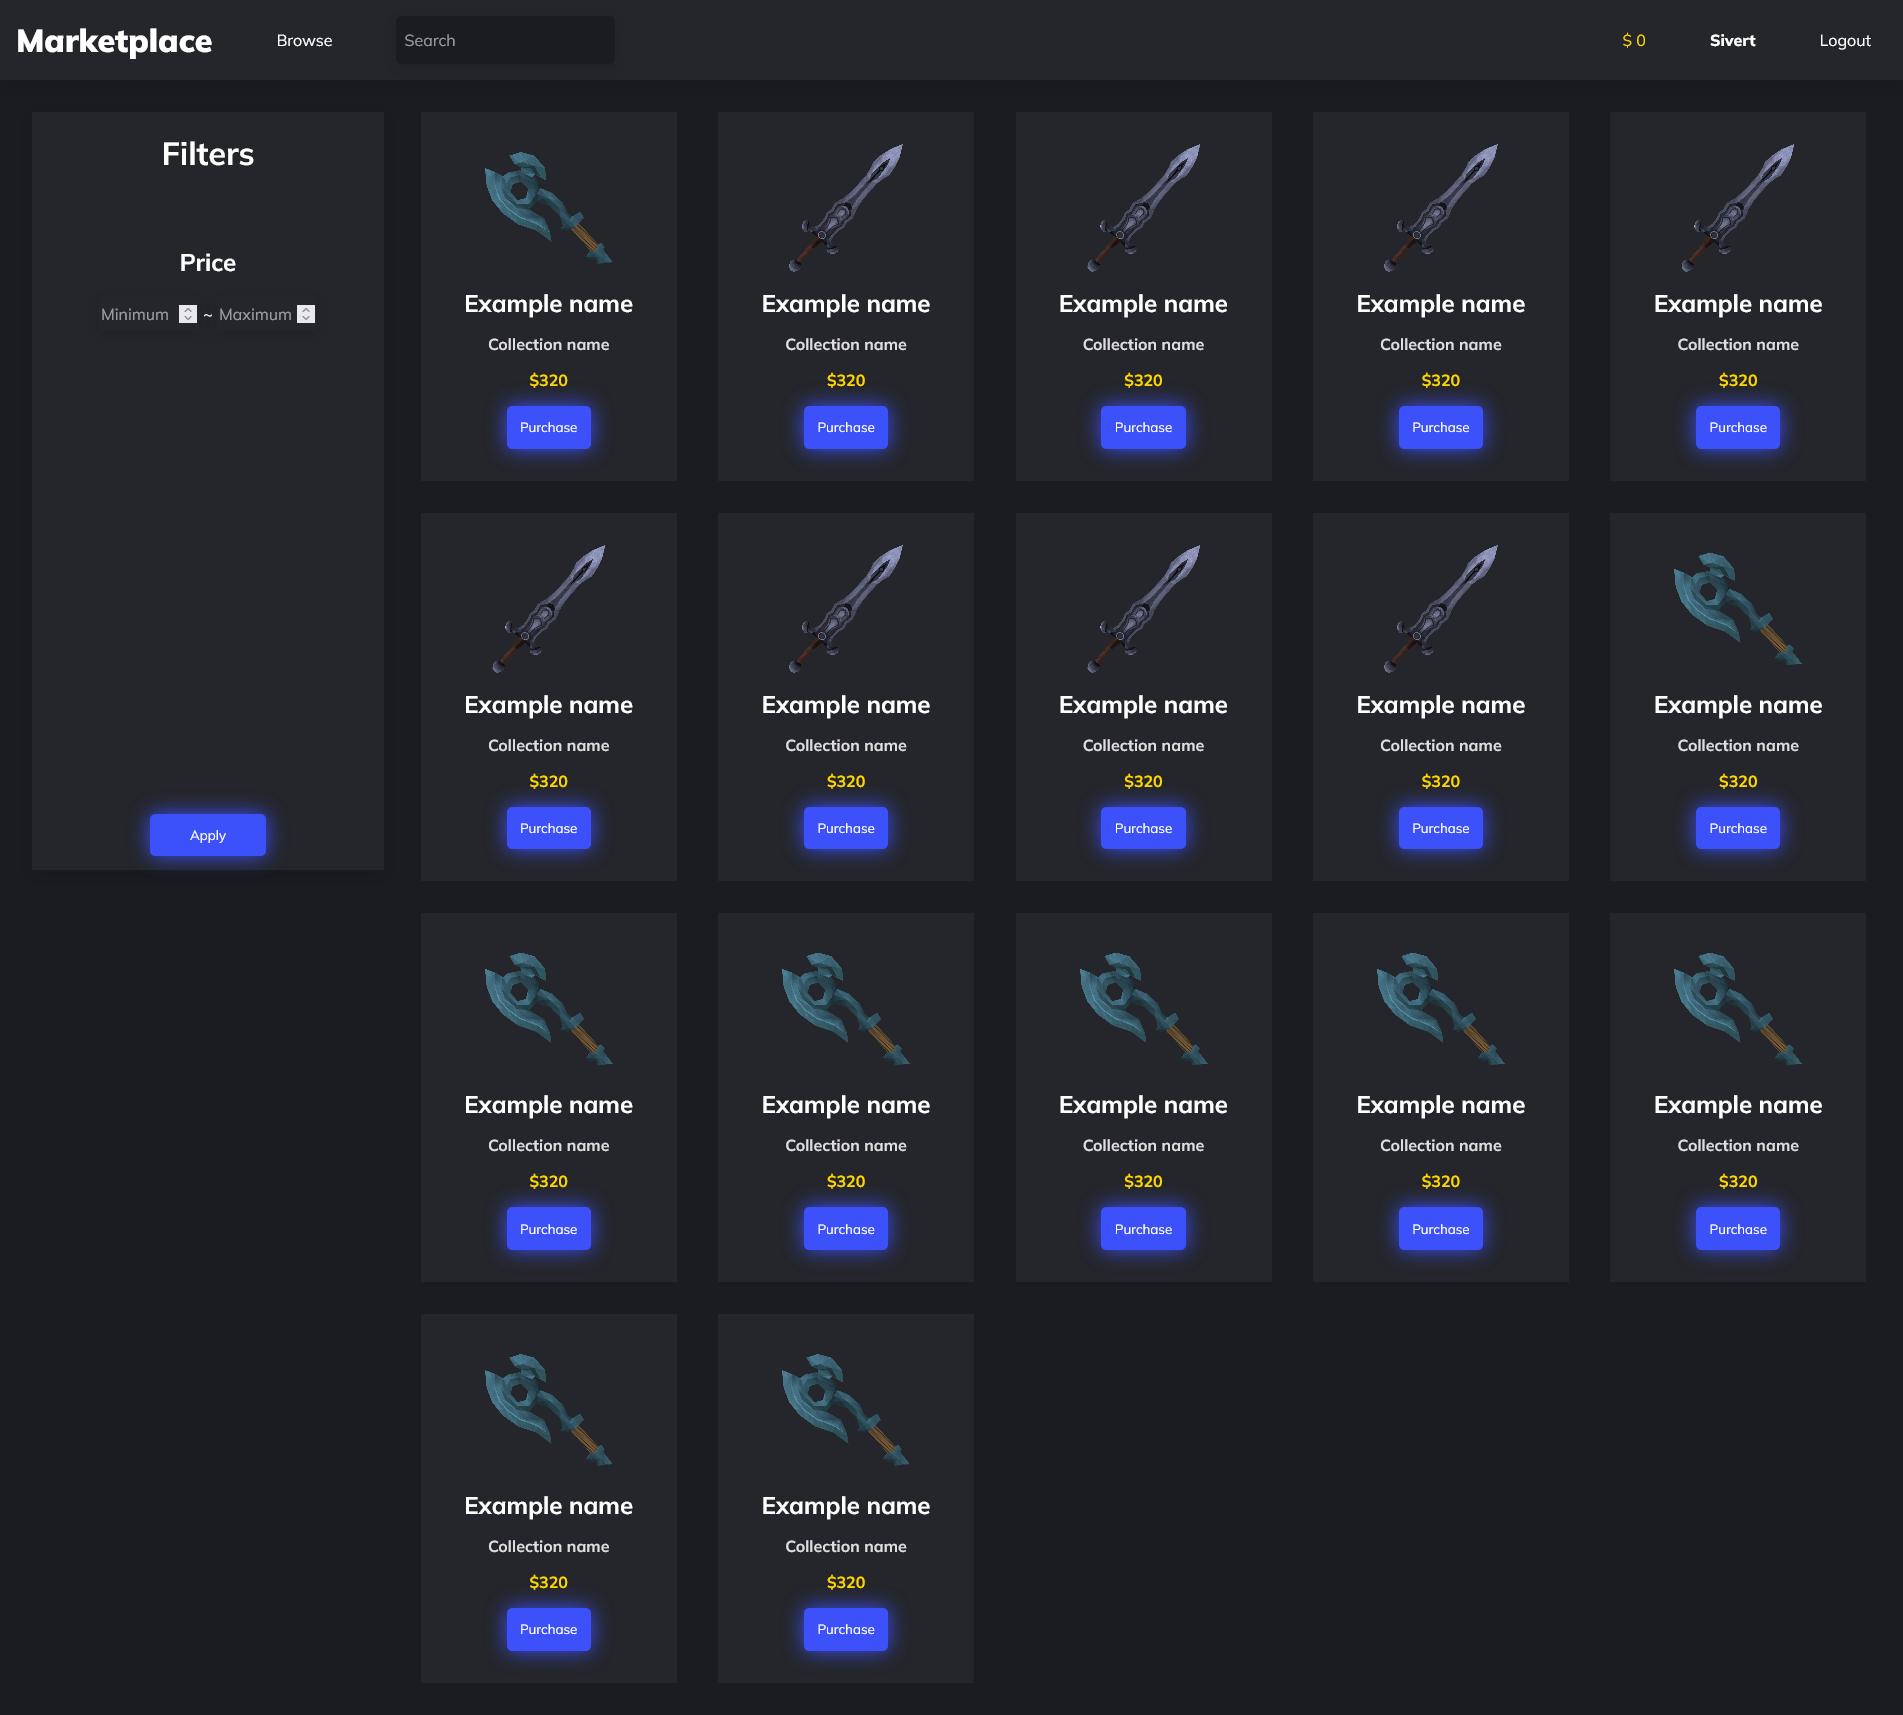 Marketplace Browse Search $ 0 Sivert Logout
Filters
Price
Minimum ~ Maximum
Apply
Example name Example name Example name Example name Example name
Collection name Collection name Collection name Collection name Collection name
$320 $320 $320 $320 $320
Purchase Purchase Purchase Purchase Purchase
Example name Example name Example name Example name Example name
Collection name Collection name Collection name Collection name Collection name
$320 $320 $320 $320 $320
Purchase Purchase Purchase Purchase Purchase
Example name Example name Example name Example name Example name
Collection name Collection name Collection name Collection name Collection name
$320 $320 $320 $320 $320
Purchase Purchase Purchase Purchase Purchase
Example name Example name
Collection name Collection name
$320 $320
Purchase Purchase